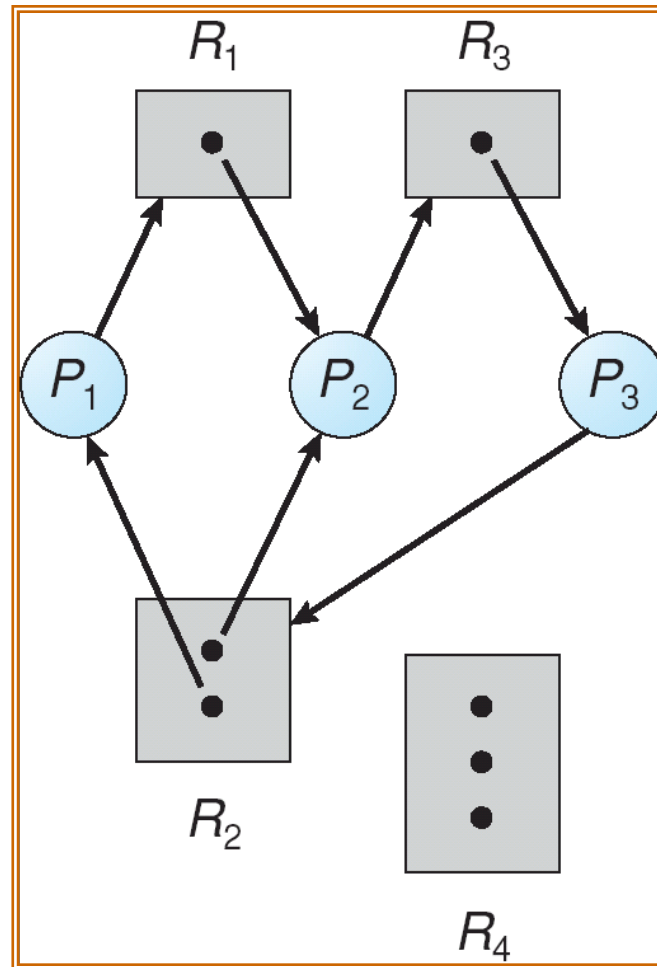 R₁ R₃
P₁ P₂ P₃
R₂
R₄